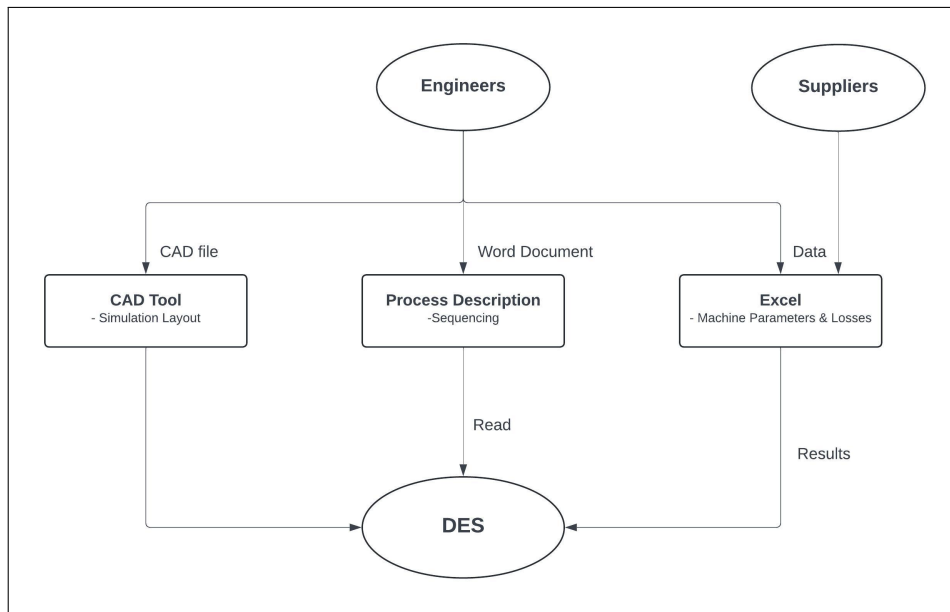 Engineers
Suppliers
CAD file
Word Document
Data
CAD Tool
- Simulation Layout
Process Description
-Sequencing
Excel
- Machine Parameters & Losses
Read
Results
DES